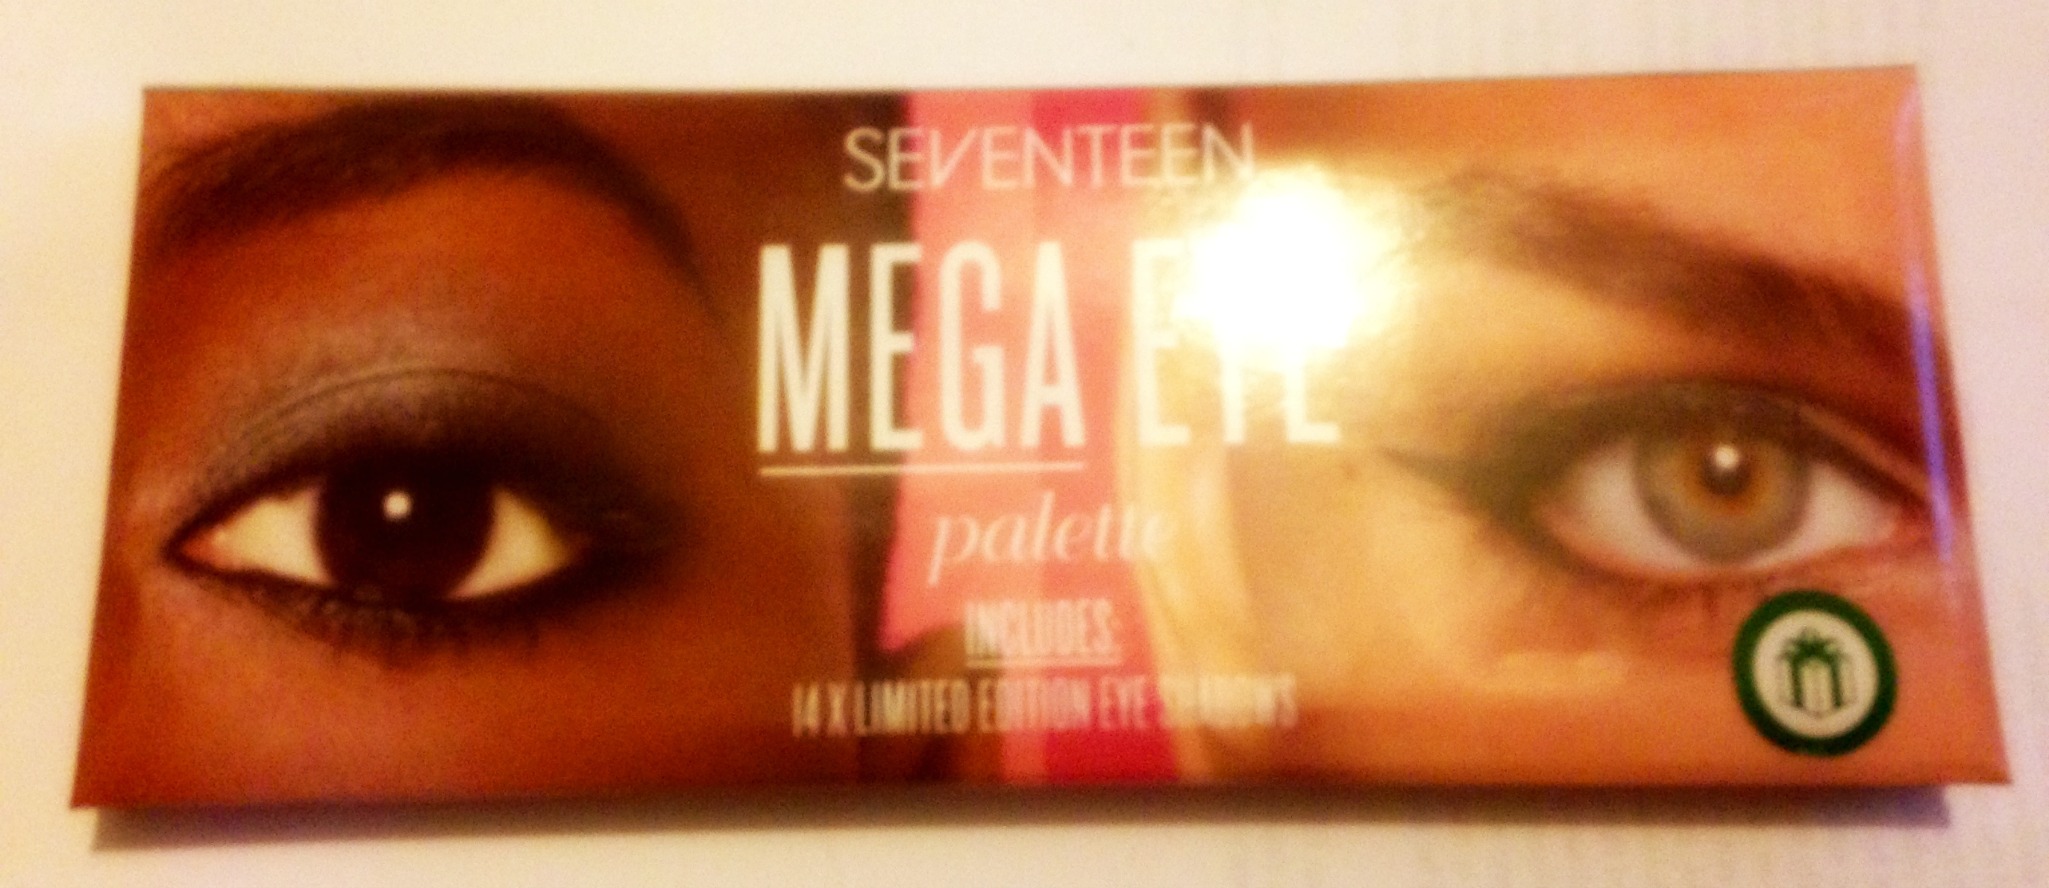 SEVENTEEN
MEGA EYE
palette
INCLUDES:
14 X LIMITED EDITION EYE SHADOWS